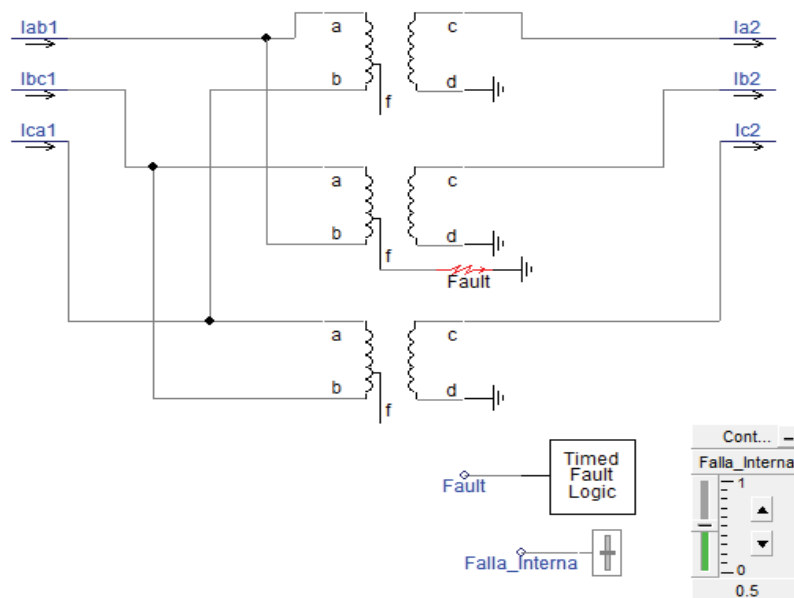 Iab1
a
c
Ia2
Ibc1
b
d
Ib2
f
Ica1
Ic2
a
c
b
d
f
Fault
a
c
b
d
f
Cont...
Timed
Fault
Logic
Falla_Interna
1
Fault
Falla_Interna
0
0.5